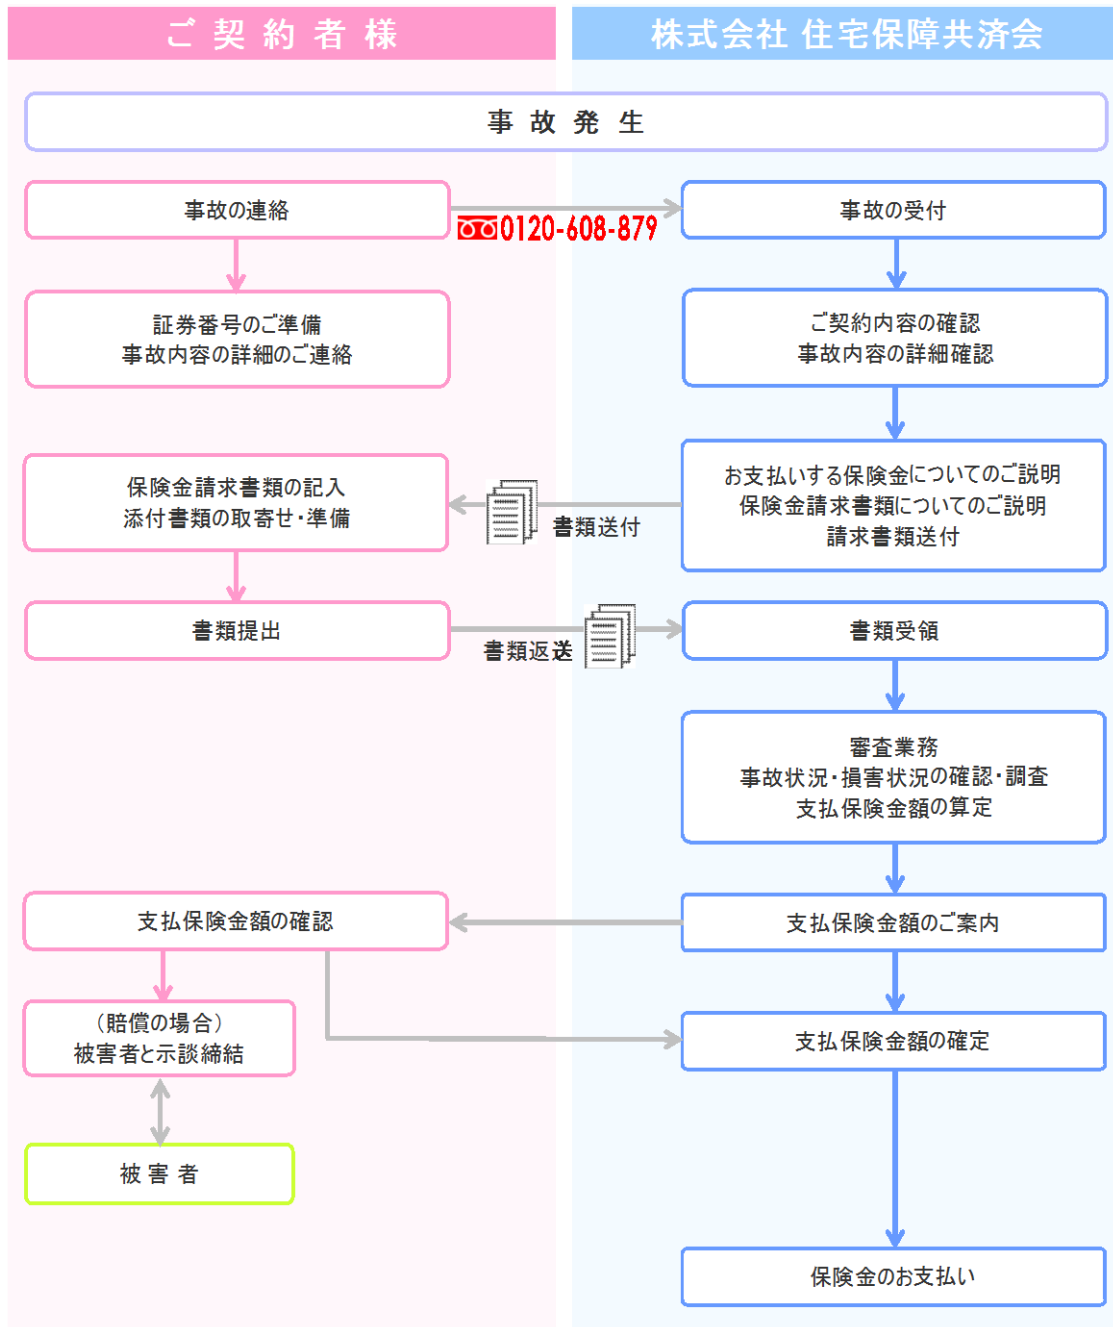 ご契約者様
株式会社 住宅保障共済会
事故発生
事故の連絡
0120-608-879
事故の受付
証券番号のご準備
事故内容の詳細のご連絡
ご契約内容の確認
事故内容の詳細確認
お支払いする保険金についてのご説明
保険金請求書類についてのご説明
請求書類送付
書類送付
保険金請求書類の記入
添付書類の取寄せ・準備
書類提出
書類返送
書類受領
審査業務
事故状況・損害状況の確認・調査
支払保険金額の算定
支払保険金額のご案内
支払保険金額の確認
(賠償の場合)
被害者と示談締結
支払保険金額の確定
被害者
保険金のお支払い